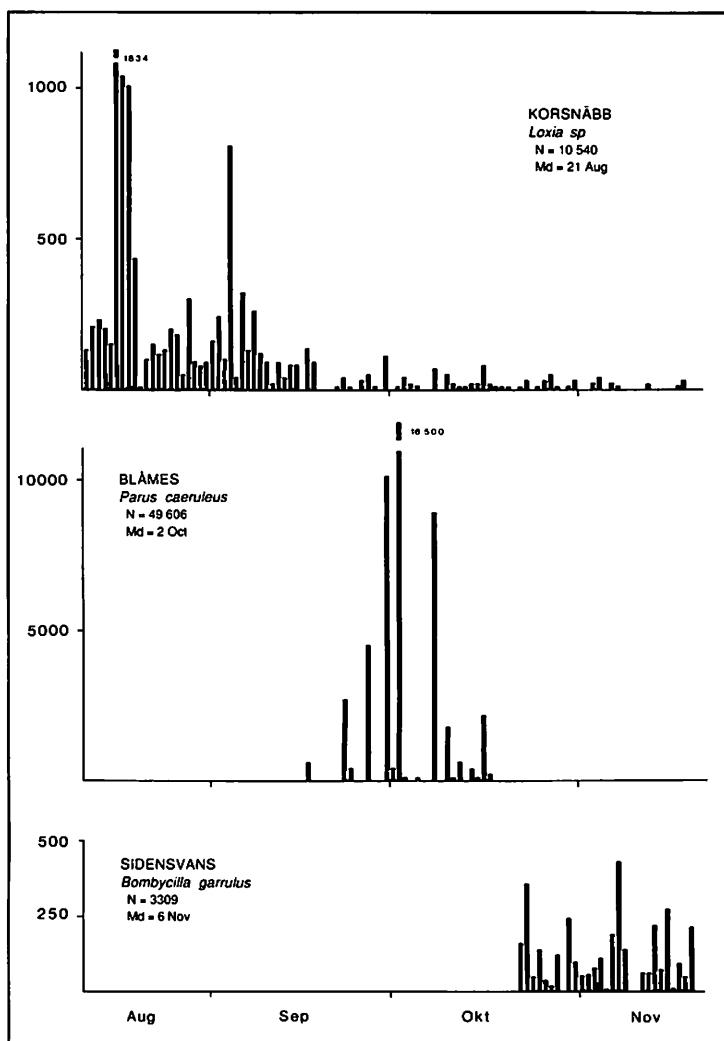 1834
1000
500
KORSNÄBB
Loxia sp
N = 10 540
Md = 21 Aug
16 500
10000
5000
BLÅMES
Parus caeruleus
N = 49 606
Md = 2 Oct
500
250
SIDENSVANS
Bombycilla garrulus
N = 3309
Md = 6 Nov
Aug Sep Okt Nov